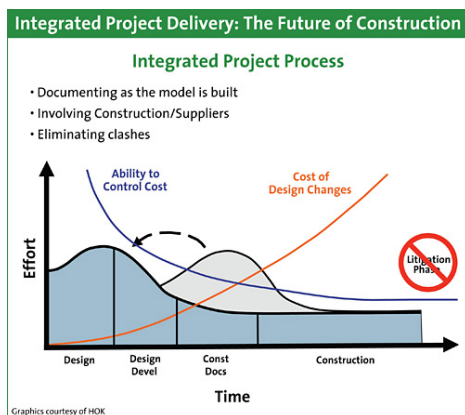 Integrated Project Delivery: The Future of Construction
Integrated Project Process
• Documenting as the model is built
• Involving Construction/Suppliers
• Eliminating clashes
Ability to
Control Cost
Cost of
Design Changes
Litigation
Phase
Effort
Design
Design
Devel
Const
Docs
Construction
Time
Graphics courtesy of HOK